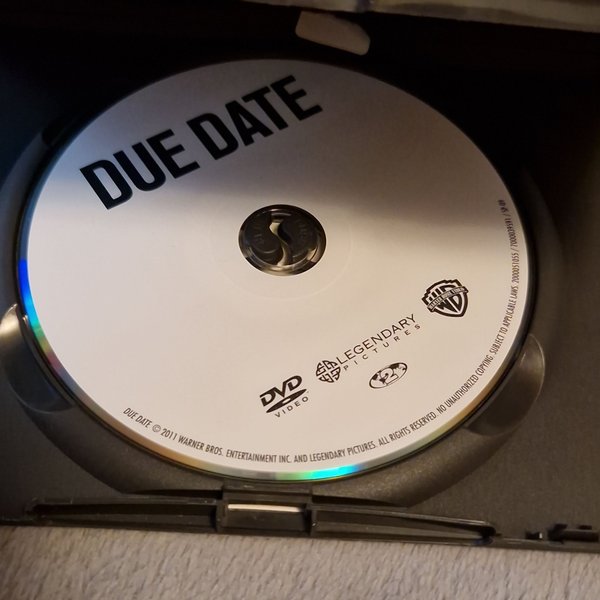 DUE DATE
LEGENDARY
PICTURES
DVD
VIDEO
2
DUE DATE © 2011 WARNER BROS. ENTERTAINMENT INC. AND LEGENDARY PICTURES. ALL RIGHTS RESERVED. NO UNAUTHORIZED COPYING. SUBJECT TO APPLICABLE LAWS.